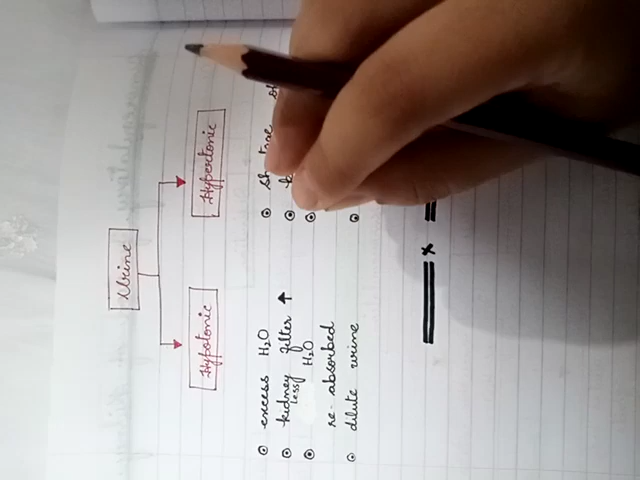 Urine
Hypotonic
Hypertonic
excess H₂O
kidney filter ↑
Less H₂O
re-absorbed
dilute urine